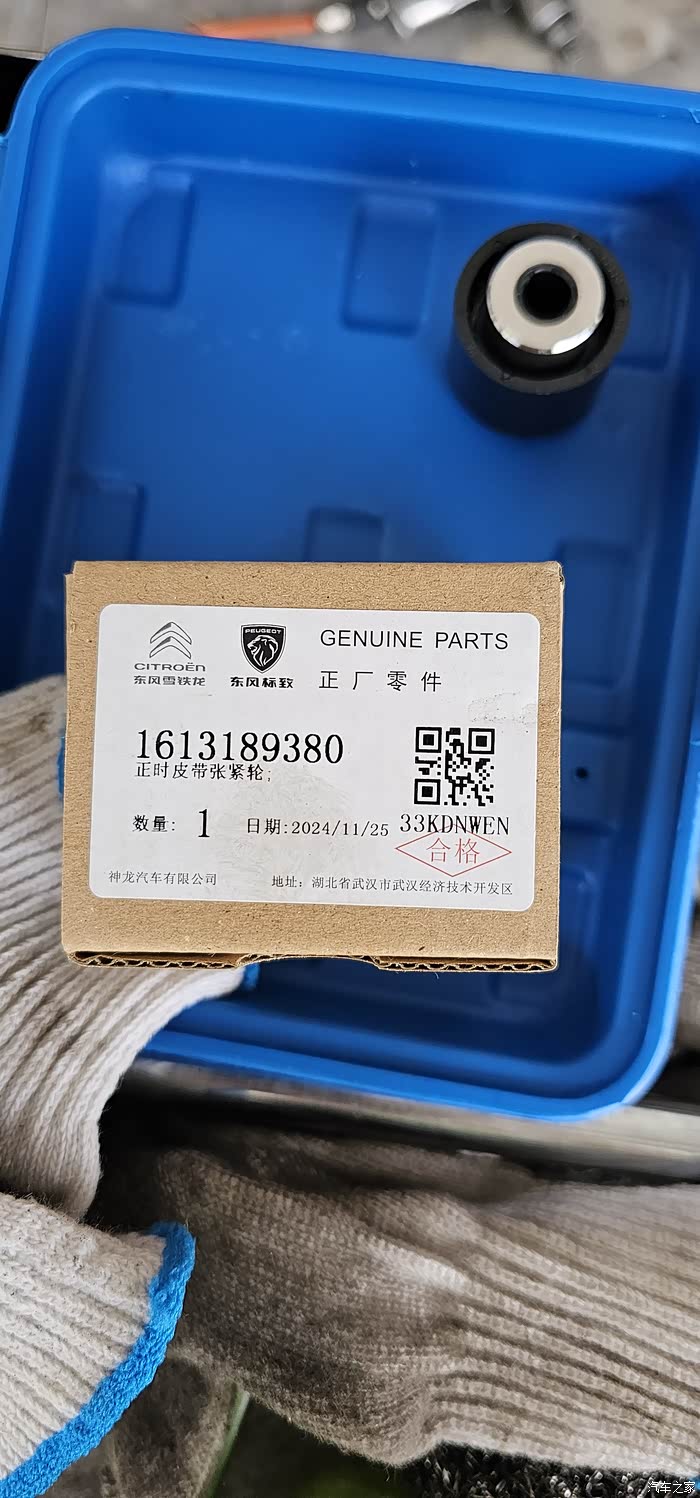 CITROËN
东风雪铁龙
PEUGEOT
东风标致
GENUINE PARTS
正厂零件
1613189380
正时皮带张紧轮;
数量: 1 日期:2024/11/25 33KDNWEN
合格
神龙汽车有限公司 地址: 湖北省武汉市武汉经济技术开发区
汽车之家